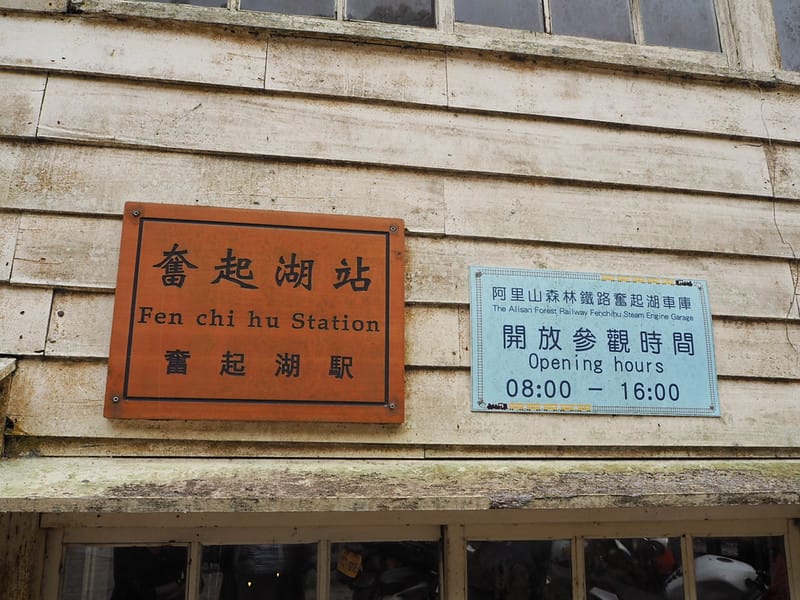 奮起湖站
Fen chi hu Station
奮起湖駅
阿里山森林鐵路奮起湖車庫
The Alisan Forest Railway Fenchihu Steam Engine Garage
開放參觀時間
Opening hours
08:00 – 16:00